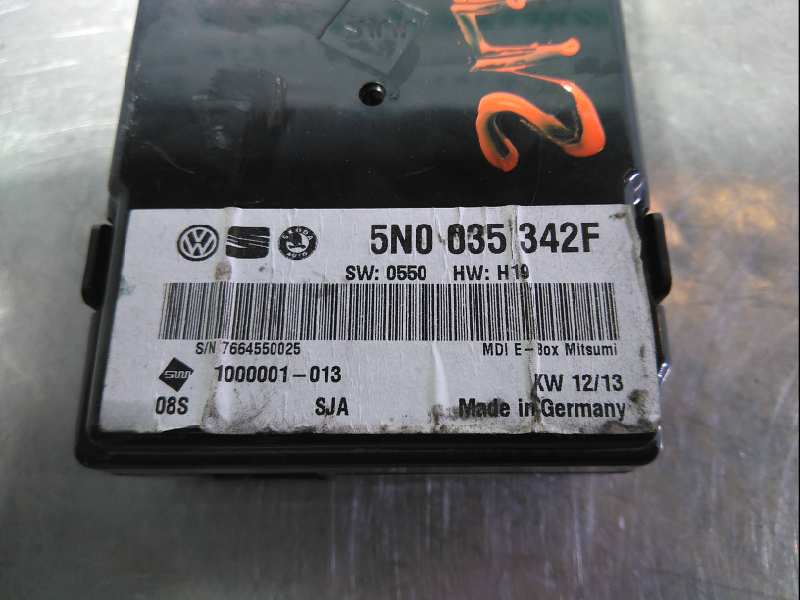 5N0 035 342F
SW: 0550 HW: H19
S/N 7664550025 MDI E-Box Mitsumi
1000001-013 KW 12/13
08S SJA Made in Germany